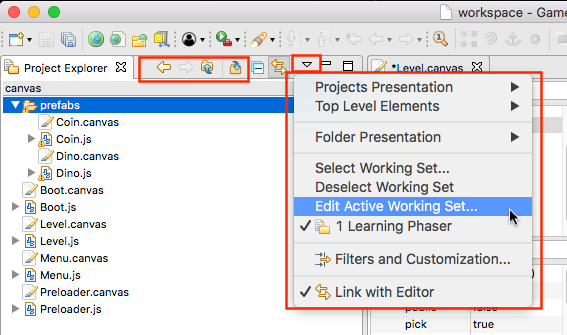 workspace - Game
Project Explorer
*Level.canvas
canvas
prefabs
Coin.canvas
Coin.js
Dino.canvas
Dino.js
Boot.canvas
Boot.js
Level.canvas
Level.js
Menu.canvas
Menu.js
Preloader.canvas
Preloader.js
Projects Presentation
Top Level Elements
Folder Presentation
Select Working Set...
Deselect Working Set
Edit Active Working Set...
1 Learning Phaser
Filters and Customization...
Link with Editor
public false
pick true